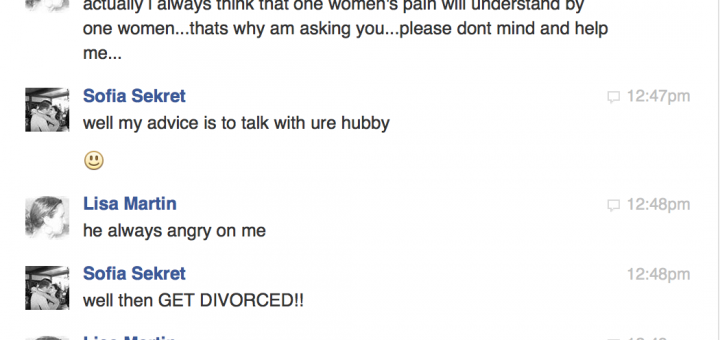 actually i always think that one women's pain will understand by
one women...thats why am asking you...please dont mind and help
me...
Sofia Sekret
12:47pm
well my advice is to talk with ure hubby
Lisa Martin
12:48pm
he always angry on me
Sofia Sekret
12:48pm
well then GET DIVORCED!!
Lisa Martin